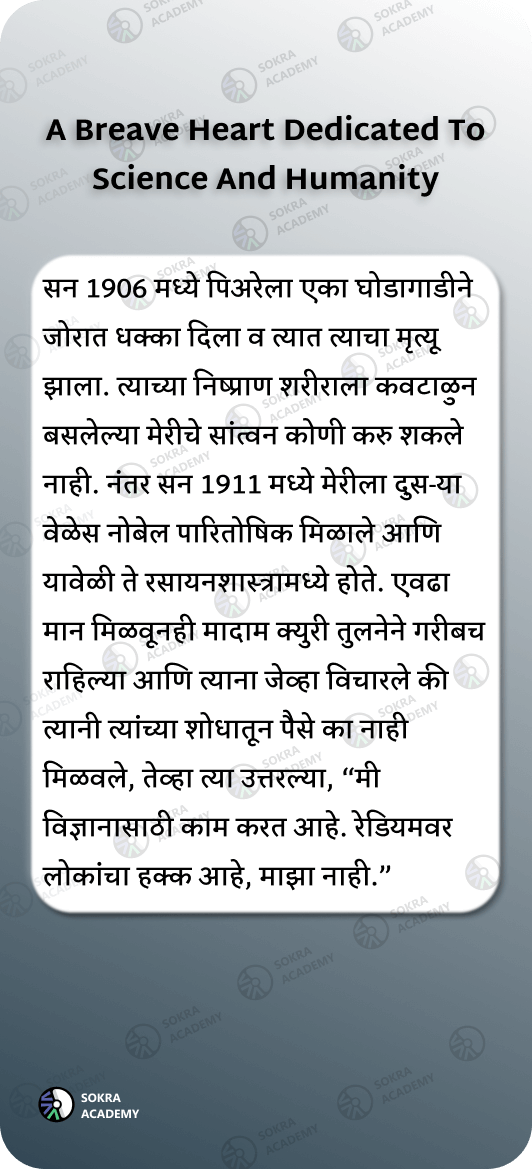 A Breave Heart Dedicated To
Science And Humanity
सन 1906 मध्ये पिअरेला एका घोडागाडीने
जोरात धक्का दिला व त्यात त्याचा मृत्यू
झाला. त्याच्या निष्प्राण शरीराला कवटाळुन
बसलेल्या मेरीचे सांत्वन कोणी करु शकले
नाही. नंतर सन 1911 मध्ये मेरीला दुस-या
वेळेस नोबेल पारितोषिक मिळाले आणि
यावेळी ते रसायनशास्त्रामध्ये होते. एवढा
मान मिळवूनही मादाम क्युरी तुलनेने गरीबच
राहिल्या आणि त्याना जेव्हा विचारले की
त्यानी त्यांच्या शोधातून पैसे का नाही
मिळवले, तेव्हा त्या उत्तरल्या, “मी
विज्ञानासाठी काम करत आहे. रेडियमवर
लोकांचा हक्क आहे, माझा नाही.”
SOKRA
ACADEMY